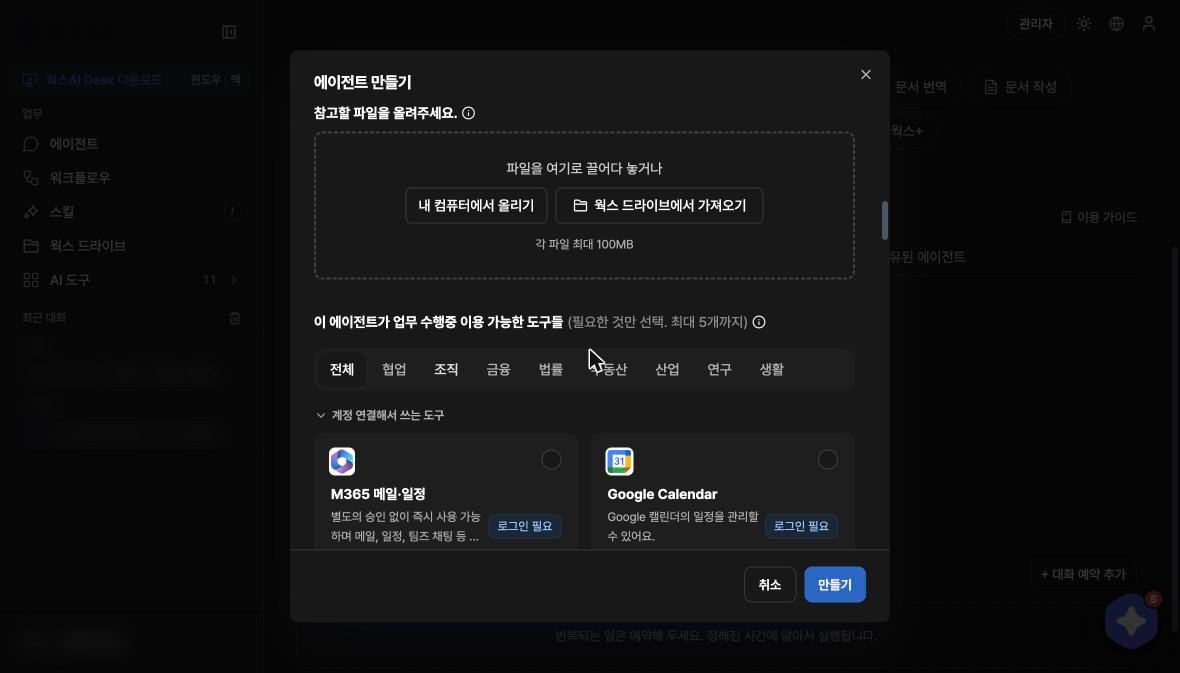 관리자
웍스AI Desk 다운로드 윈도우 · 맥
업무
에이전트
워크플로우
스킬 /
웍스 드라이브
AI 도구 11
최근 대화
문서 번역
문서 작성
웍스+
이용 가이드
유된 에이전트
에이전트 만들기
참고할 파일을 올려주세요.
파일을 여기로 끌어다 놓거나
내 컴퓨터에서 올리기
웍스 드라이브에서 가져오기
각 파일 최대 100MB
이 에이전트가 업무 수행중 이용 가능한 도구들 (필요한 것만 선택. 최대 5개까지)
전체 협업 조직 금융 법률 부동산 산업 연구 생활
계정 연결해서 쓰는 도구
M365 메일·일정
별도의 승인 없이 즉시 사용 가능
하며 메일, 일정, 팀즈 채팅 등 ...
로그인 필요
Google Calendar
Google 캘린더의 일정을 관리할
수 있어요.
로그인 필요
취소
만들기
+ 대화 예약 추가
5
반복되는 일은 예약해 두세요. 정해진 시간에 알아서 실행됩니다.